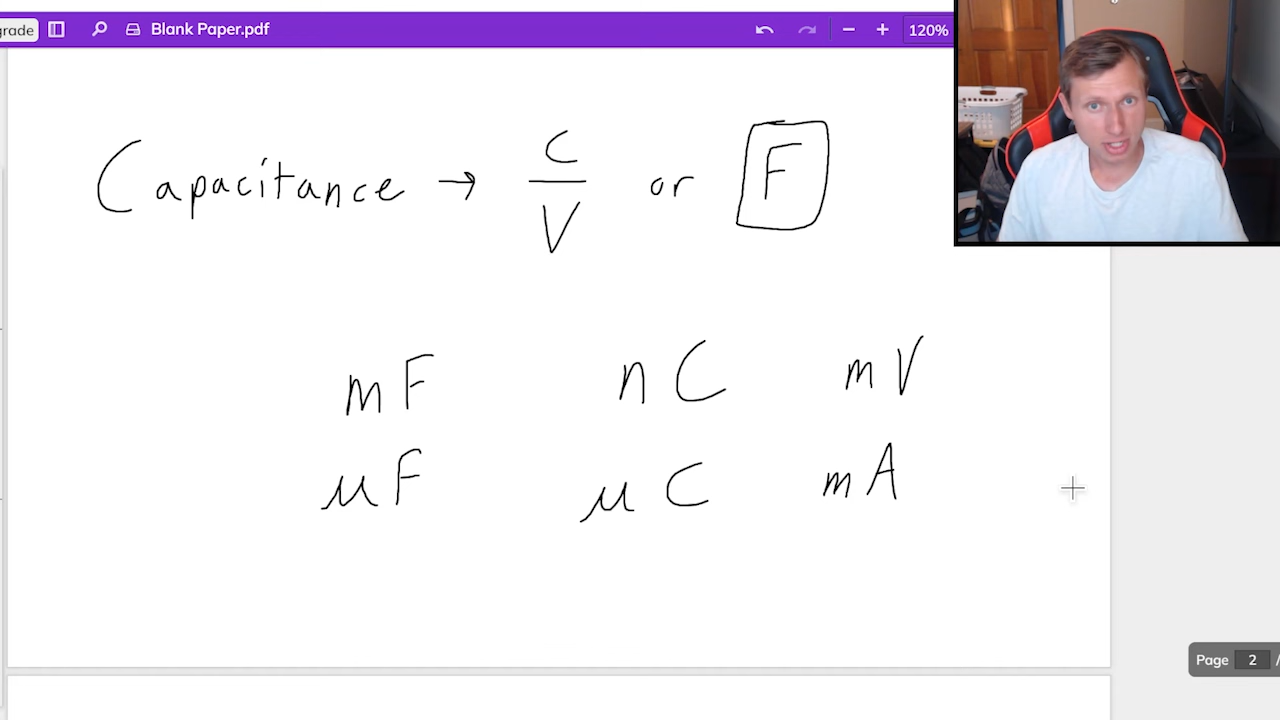 grade Blank Paper.pdf 120%
Capacitance → C/V or F
mF nC mV
μF μC mA
Page 2 /